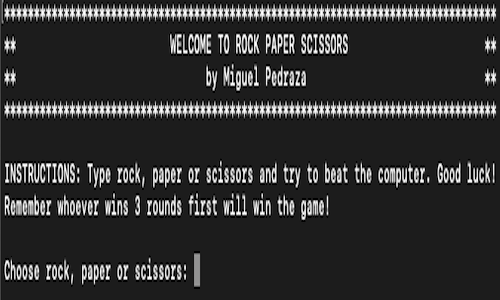 ************************************************************************
** WELCOME TO ROCK PAPER SCISSORS **
** by Miguel Pedraza **
************************************************************************
INSTRUCTIONS: Type rock, paper or scissors and try to beat the computer. Good luck!
Remember whoever wins 3 rounds first will win the game!
Choose rock, paper or scissors: